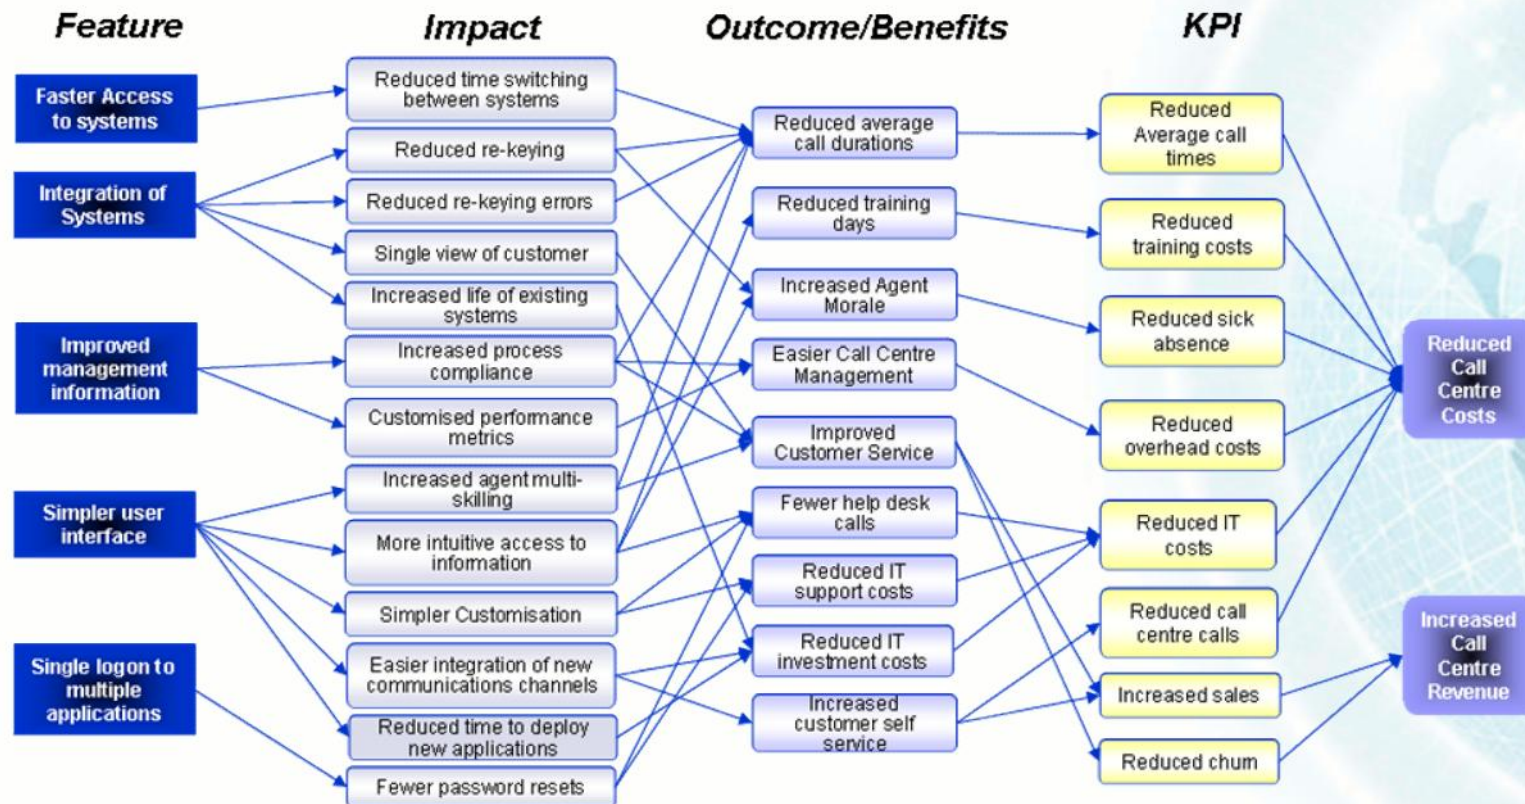 Feature
Impact
Outcome/Benefits
KPI
Faster Access
to systems
Integration of
Systems
Improved
management
information
Simpler user
interface
Single logon to
multiple
applications
Reduced time switching
between systems
Reduced re-keying
Reduced re-keying errors
Single view of customer
Increased life of existing
systems
Increased process
compliance
Customised performance
metrics
Increased agent multi-
skilling
More intuitive access to
information
Simpler Customisation
Easier integration of new
communications channels
Reduced time to deploy
new applications
Fewer password resets
Reduced average
call durations
Reduced training
days
Increased Agent
Morale
Easier Call Centre
Management
Improved
Customer Service
Fewer help desk
calls
Reduced IT
support costs
Reduced IT
investment costs
Increased
customer self
service
Reduced
Average call
times
Reduced
training costs
Reduced sick
absence
Reduced
overhead costs
Reduced IT
costs
Reduced call
centre calls
Increased sales
Reduced churn
Reduced
Call
Centre
Costs
Increased
Call
Centre
Revenue